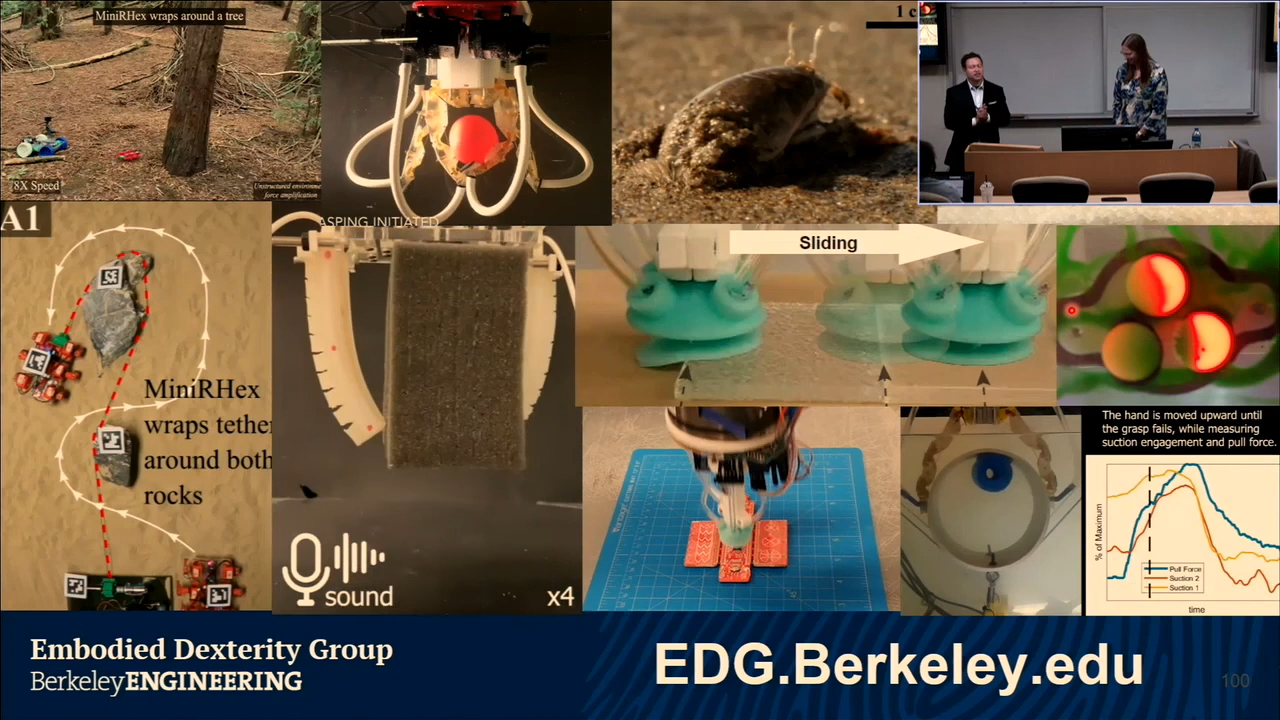 MiniRHex wraps around a tree
8X Speed
Unstructured environme
force amplification
ASPING INITIATED
1 c
A1
MiniRHex
wraps tether
around both
rocks
sound
x4
Sliding
The hand is moved upward until
the grasp fails, while measuring
suction engagement and pull force.
% of Maximum
Pull Force
Suction 2
Suction 1
time
Embodied Dexterity Group
BerkeleyENGINEERING
EDG.Berkeley.edu
100